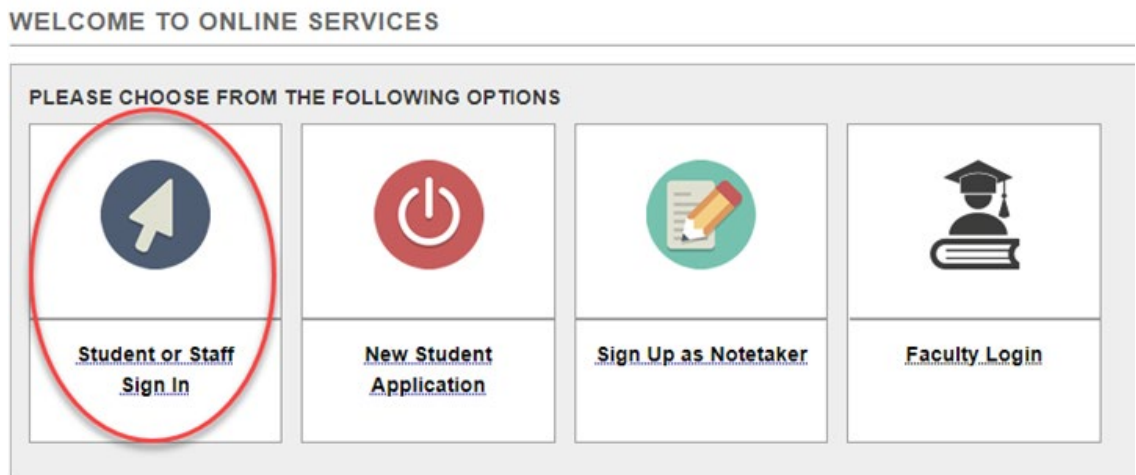 WELCOME TO ONLINE SERVICES
PLEASE CHOOSE FROM THE FOLLOWING OPTIONS
Student or Staff
Sign In
New Student
Application
Sign Up as Notetaker
Faculty Login